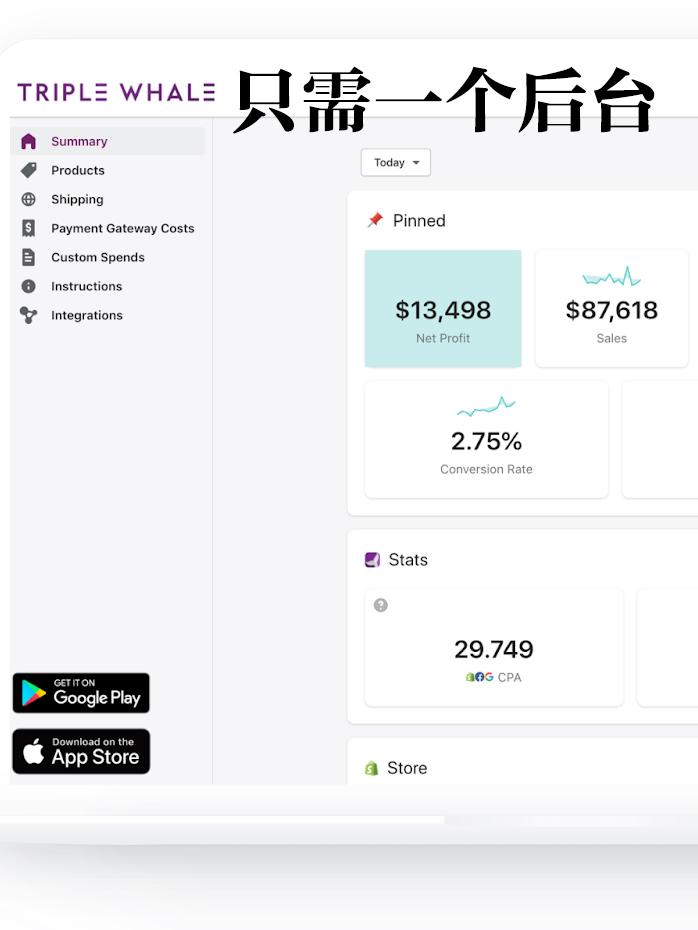 TRIPLE WHALE 只需一个后台
Summary
Products
Shipping
Payment Gateway Costs
Custom Spends
Instructions
Integrations
Today
Pinned
$13,498
Net Profit
$87,618
Sales
2.75%
Conversion Rate
Stats
?
29.749
CPA
Store
GET IT ON
Google Play
Download on the
App Store